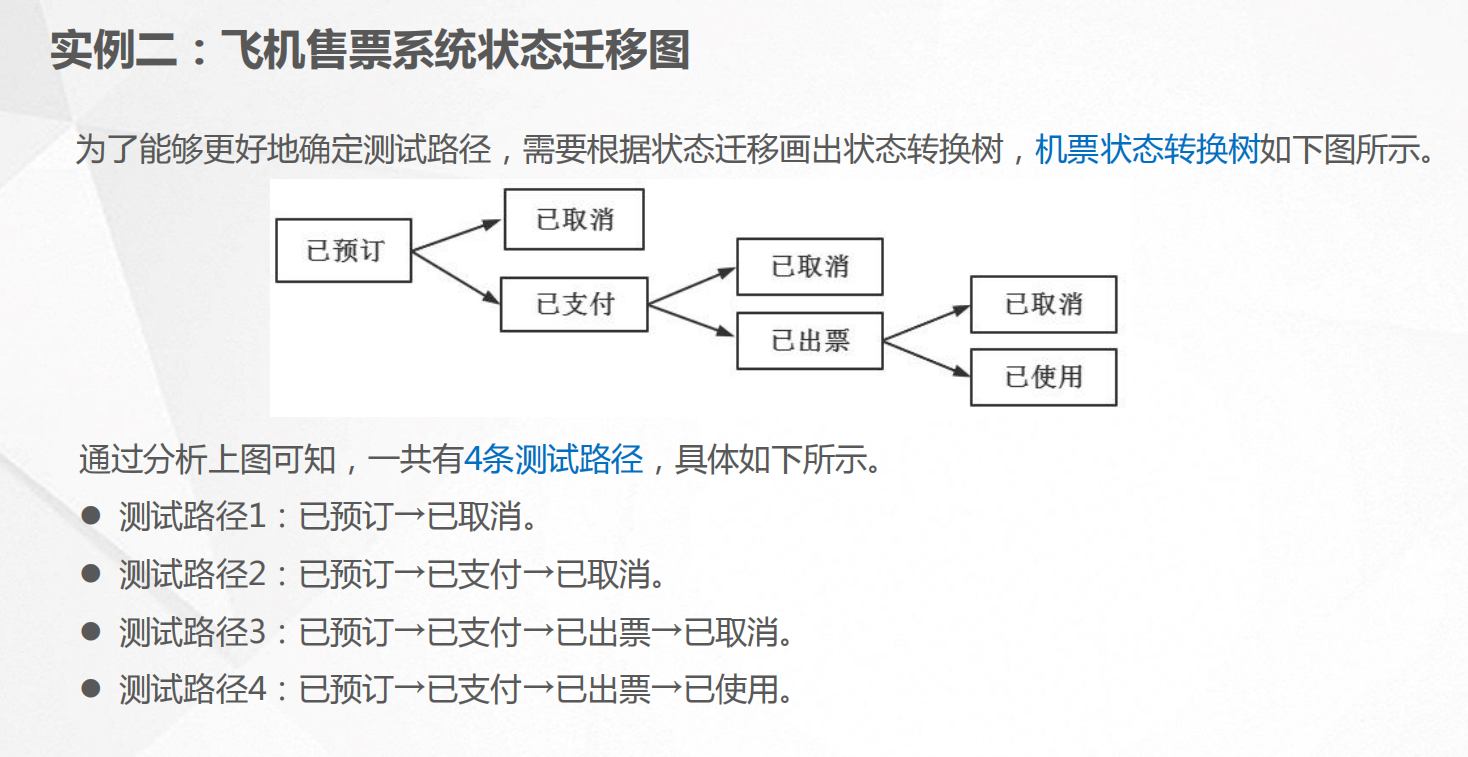 实例二：飞机售票系统状态迁移图
为了能够更好地确定测试路径，需要根据状态迁移画出状态转换树，机票状态转换树如下图所示。
已预订
已取消
已支付
已取消
已出票
已取消
已使用
通过分析上图可知，一共有4条测试路径，具体如下所示。
● 测试路径1：已预订→已取消。
● 测试路径2：已预订→已支付→已取消。
● 测试路径3：已预订→已支付→已出票→已取消。
● 测试路径4：已预订→已支付→已出票→已使用。